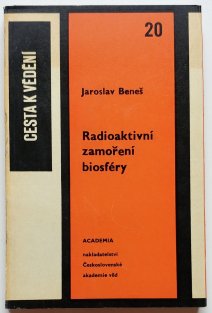 CESTA K VĚDĚNÍ
20
Jaroslav Beneš
Radioaktivní
zamoření
biosféry
ACADEMIA
nakladatelství
Československé
akademie věd